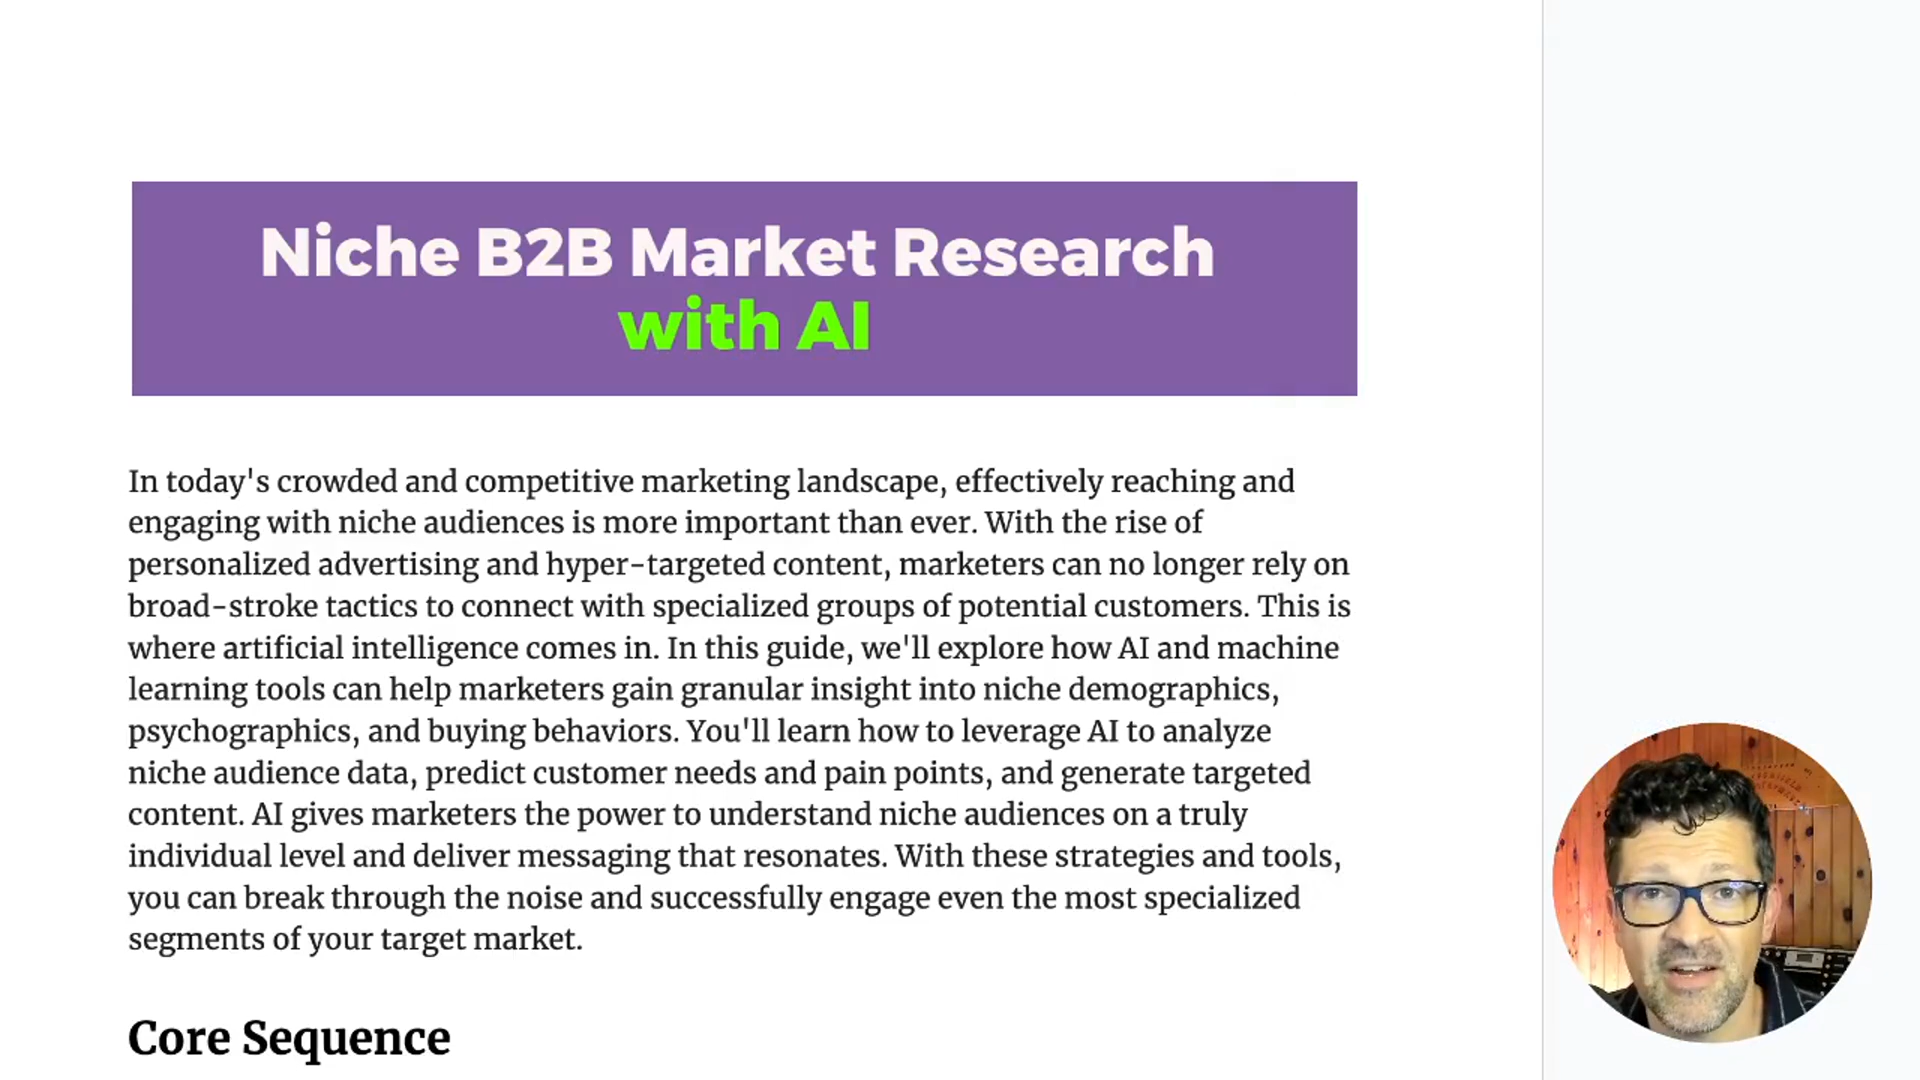 Niche B2B Market Research
with AI
In today's crowded and competitive marketing landscape, effectively reaching and
engaging with niche audiences is more important than ever. With the rise of
personalized advertising and hyper-targeted content, marketers can no longer rely on
broad-stroke tactics to connect with specialized groups of potential customers. This is
where artificial intelligence comes in. In this guide, we'll explore how AI and machine
learning tools can help marketers gain granular insight into niche demographics,
psychographics, and buying behaviors. You'll learn how to leverage AI to analyze
niche audience data, predict customer needs and pain points, and generate targeted
content. AI gives marketers the power to understand niche audiences on a truly
individual level and deliver messaging that resonates. With these strategies and tools,
you can break through the noise and successfully engage even the most specialized
segments of your target market.
Core Sequence